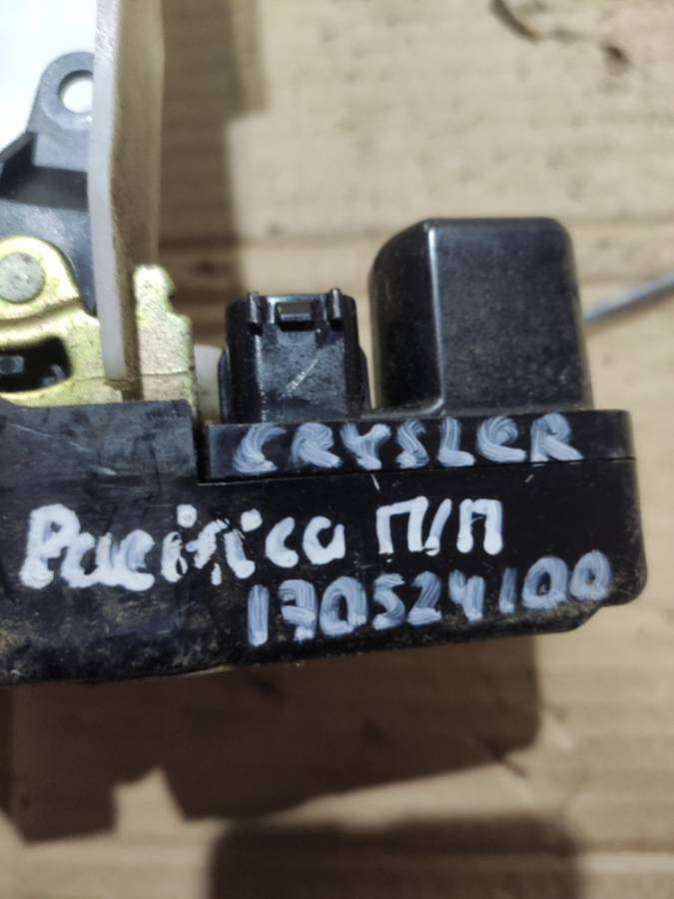 CRYSLER
Pacifica П/П
170524100